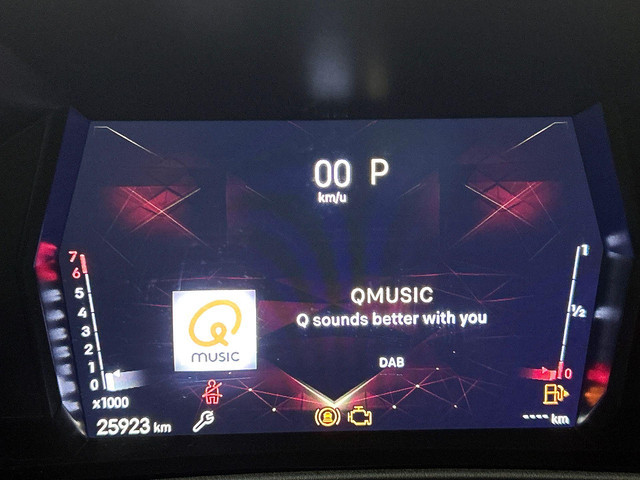 00 P
km/u
7
6
5
4
3
2
1
0
x1000
25923 km
Q
MUSIC
QMUSIC
Q sounds better with you
DAB
1
1/2
0
---- km